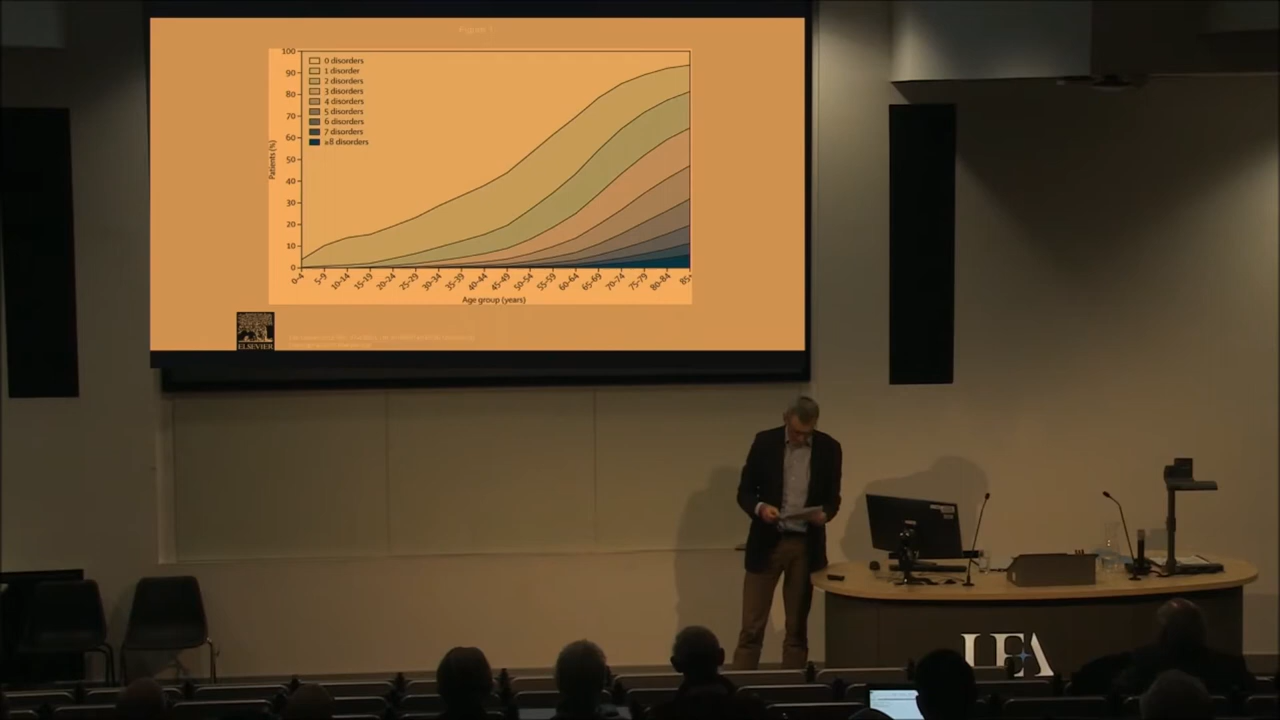 Figure 1
100
90
80
70
60
50
40
30
20
10
0
Patients (%)
0 disorders
1 disorder
2 disorders
3 disorders
4 disorders
5 disorders
6 disorders
7 disorders
≥8 disorders
0-4 5-9 10-14 15-19 20-24 25-29 30-34 35-39 40-44 45-49 50-54 55-59 60-64 65-69 70-74 75-79 80-84 85+
Age group (years)
ELSEVIER
UEA